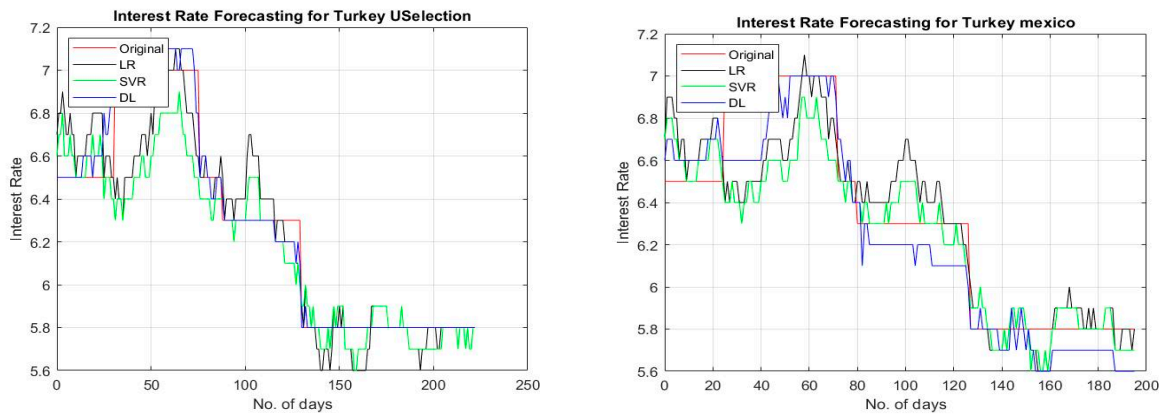 Interest Rate Forecasting for Turkey USelection
7.2
7
6.8
6.6
6.4
6.2
6
5.8
5.6
Interest Rate
Original
LR
SVR
DL
0
50
100
150
200
250
No. of days
Interest Rate Forecasting for Turkey mexico
7.2
7
6.8
6.6
6.4
6.2
6
5.8
5.6
Interest Rate
Original
LR
SVR
DL
0
20
40
60
80
100
120
140
160
180
200
No. of days